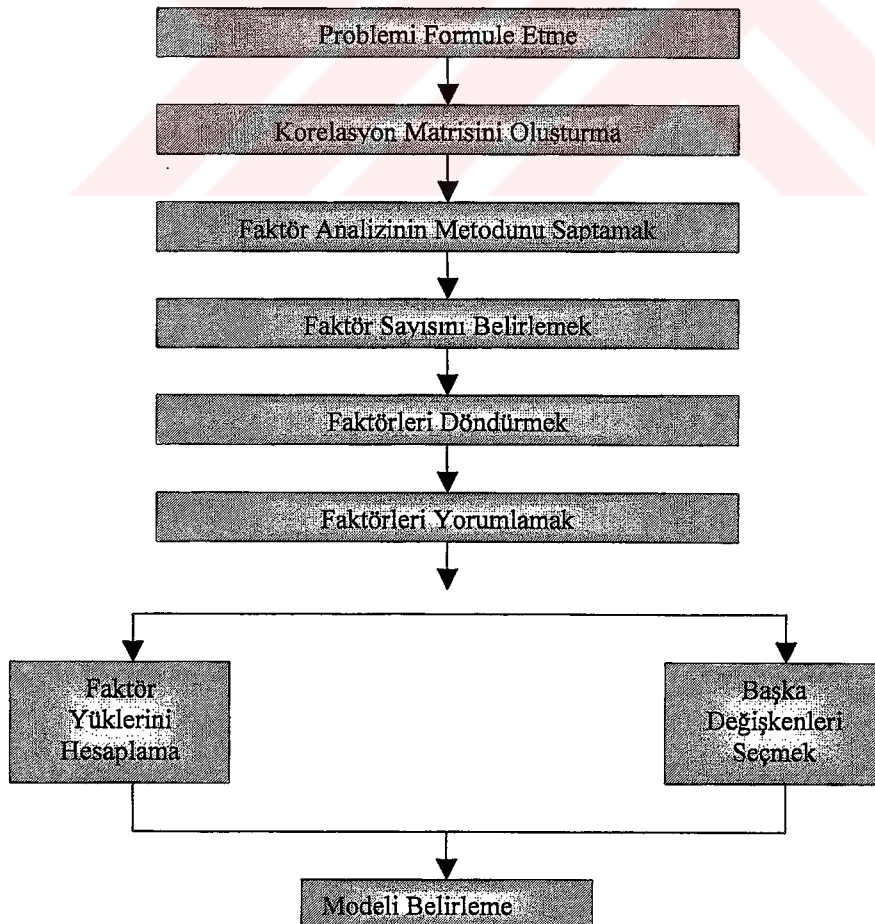 Problemi Formule Etme
Korelasyon Matrisini Oluşturma
Faktör Analizinin Metodunu Saptamak
Faktör Sayısını Belirlemek
Faktörleri Döndürmek
Faktörleri Yorumlamak
Faktör
Yüklerini
Hesaplama
Başka
Değişkenleri
Seçmek
Modeli Belirleme